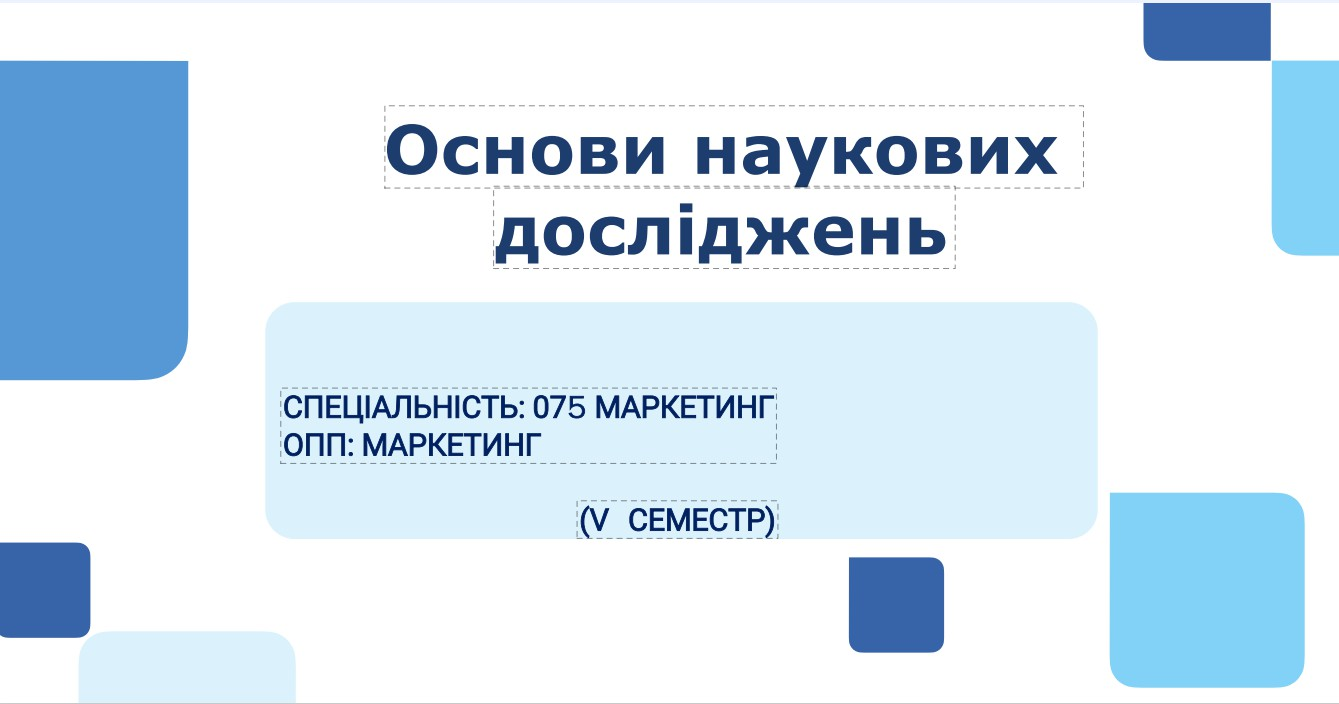 Основи наукових
досліджень
СПЕЦІАЛЬНІСТЬ: 075 МАРКЕТИНГ
ОПП: МАРКЕТИНГ
(V СЕМЕСТР)